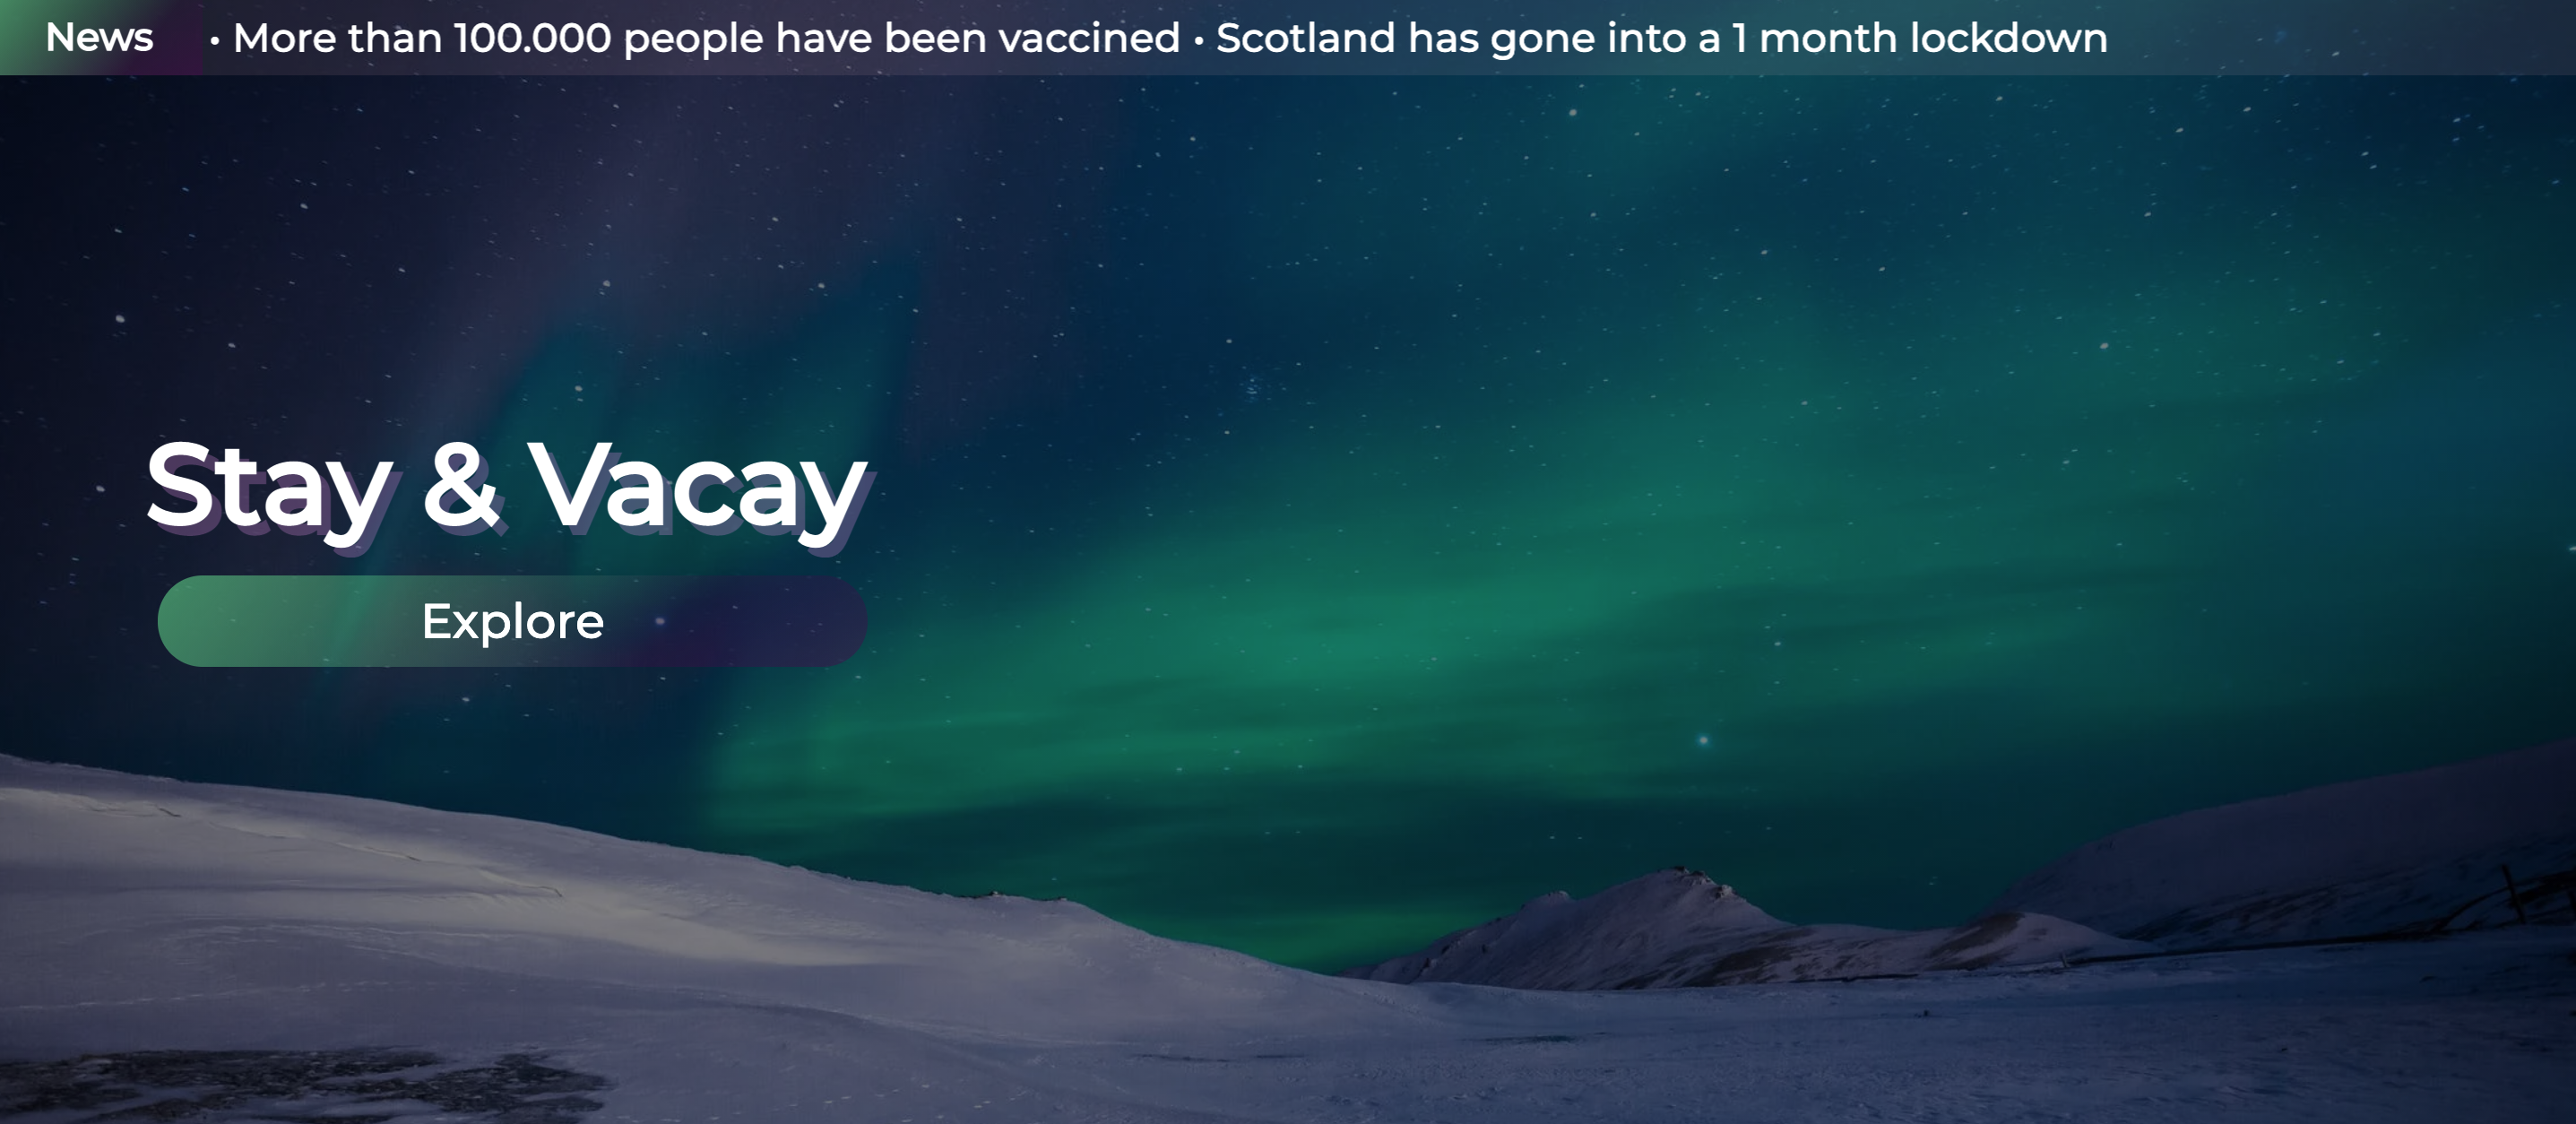 News • More than 100.000 people have been vaccined • Scotland has gone into a 1 month lockdown
Stay & Vacay
Explore